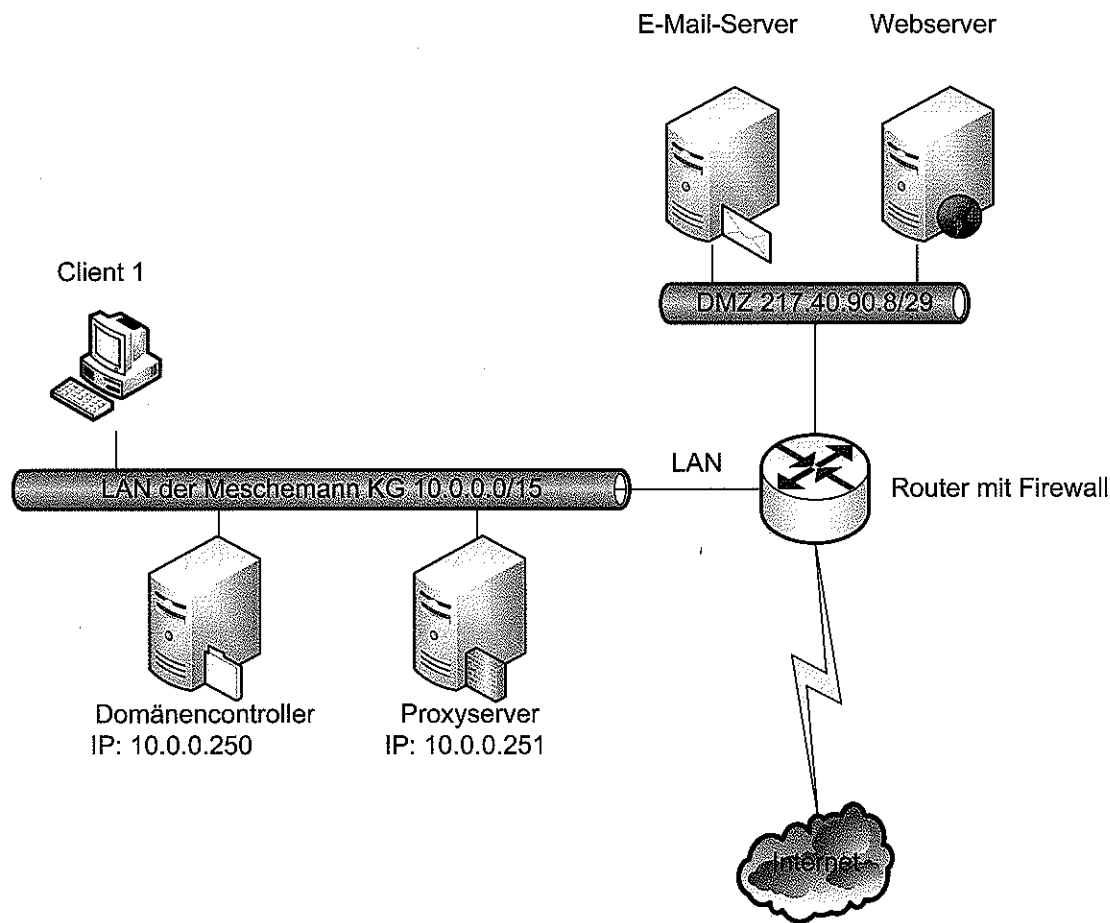 E-Mail-Server
Webserver
DMZ 217.40.90.8/29
Client 1
LAN
LAN der Meschemann KG 10.0.0.0/15
Router mit Firewall
Domänencontroller
IP: 10.0.0.250
Proxyserver
IP: 10.0.0.251
Internet